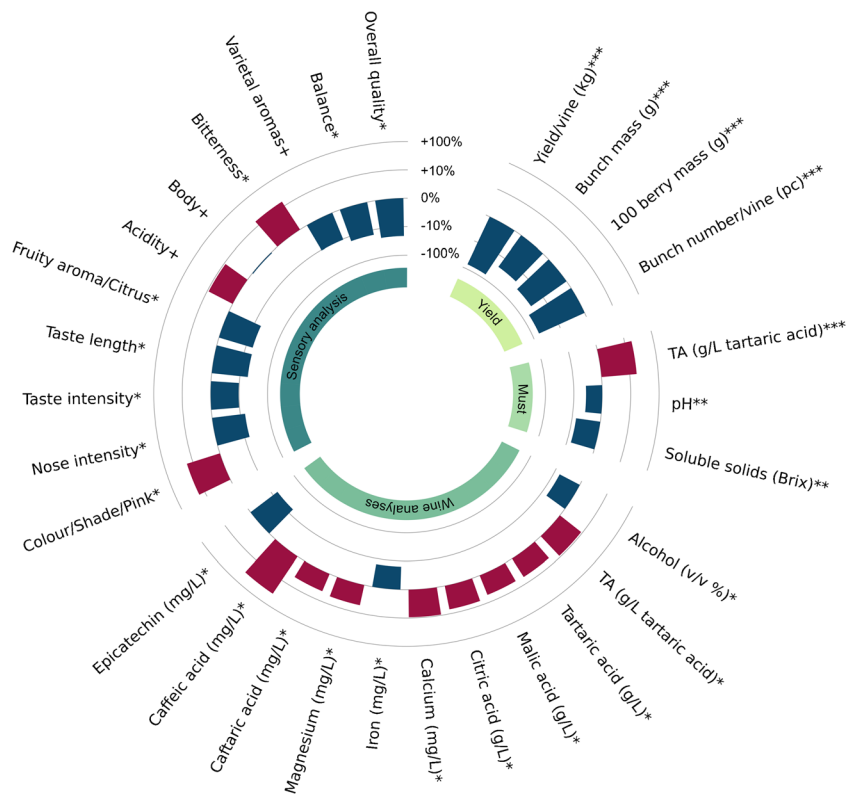 Overall quality*
Balance*
Varietal aromas+
Bitterness*
Body+
Acidity+
Fruity aroma/Citrus*
Taste length*
Taste intensity*
Nose intensity*
Colour/Shade/Pink*
+100%
+10%
0%
-10%
-100%
Yield/vine (kg)***
Bunch mass (g)***
100 berry mass (g)***
Bunch number/vine (pc)***
TA (g/L tartaric acid)***
pH**
Soluble solids (Brix)**
Alcohol (v/v %)*
TA (g/L tartaric acid)*
Tartaric acid (g/L)*
Malic acid (g/L)*
Citric acid (g/L)*
Calcium (mg/L)*
Iron (mg/L)*
Magnesium (mg/L)*
Caftaric acid (mg/L)*
Caffeic acid (mg/L)*
Epicatechin (mg/L)*
Sensory analysis
Yield
Must
Wine analyses